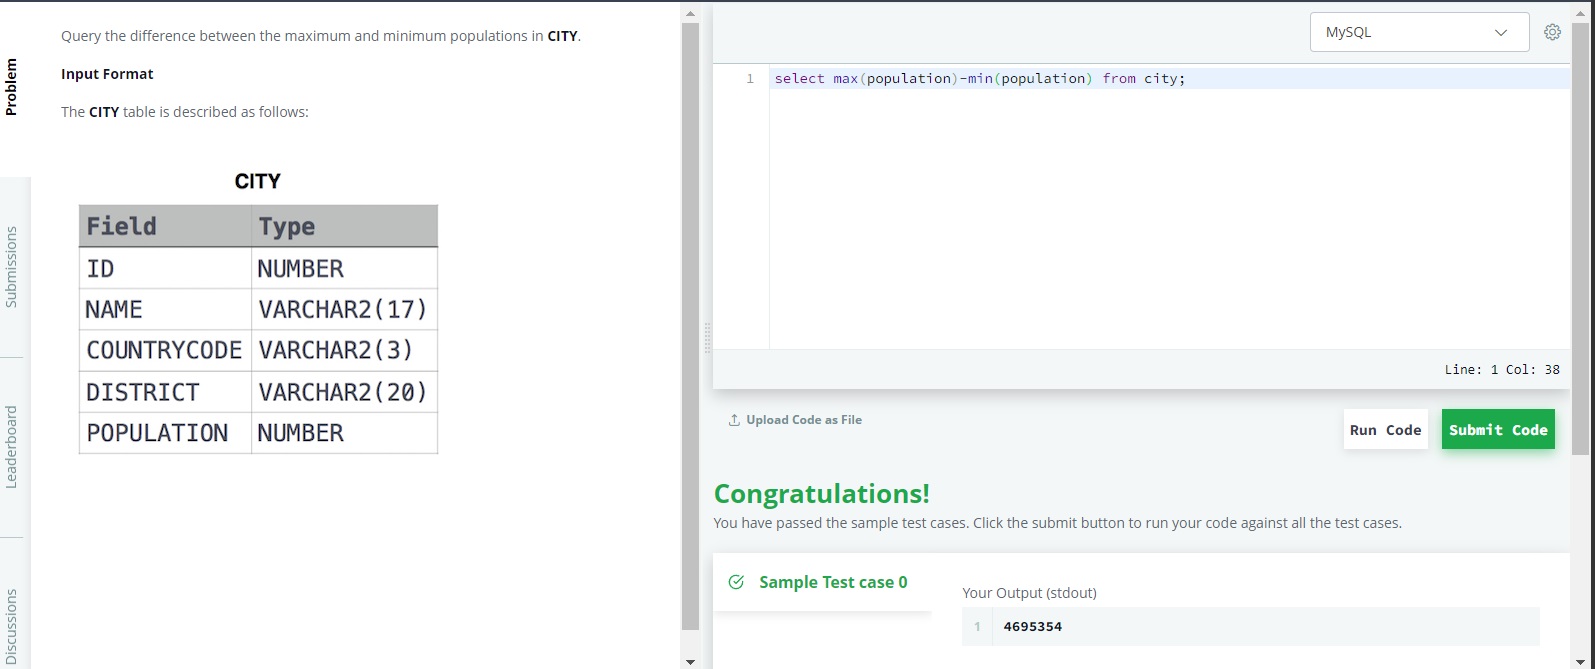 Problem
Submissions
Leaderboard
Discussions
Query the difference between the maximum and minimum populations in CITY.
Input Format
The CITY table is described as follows:
CITY
Field Type
ID NUMBER
NAME VARCHAR2(17)
COUNTRYCODE VARCHAR2(3)
DISTRICT VARCHAR2(20)
POPULATION NUMBER
MySQL
1 select max(population)-min(population) from city;
Line: 1 Col: 38
Upload Code as File
Run Code
Submit Code
Congratulations!
You have passed the sample test cases. Click the submit button to run your code against all the test cases.
Sample Test case 0
Your Output (stdout)
1 4695354